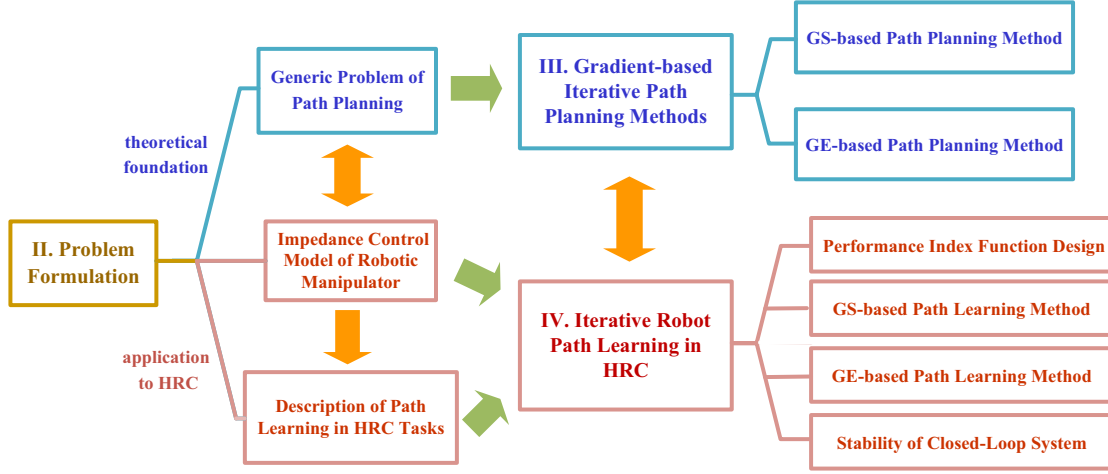 II. Problem
Formulation
theoretical
foundation
application
to HRC
Generic Problem of
Path Planning
Impedance Control
Model of Robotic
Manipulator
Description of Path
Learning in HRC Tasks
III. Gradient-based
Iterative Path
Planning Methods
IV. Iterative Robot
Path Learning in
HRC
GS-based Path Planning Method
GE-based Path Planning Method
Performance Index Function Design
GS-based Path Learning Method
GE-based Path Learning Method
Stability of Closed-Loop System